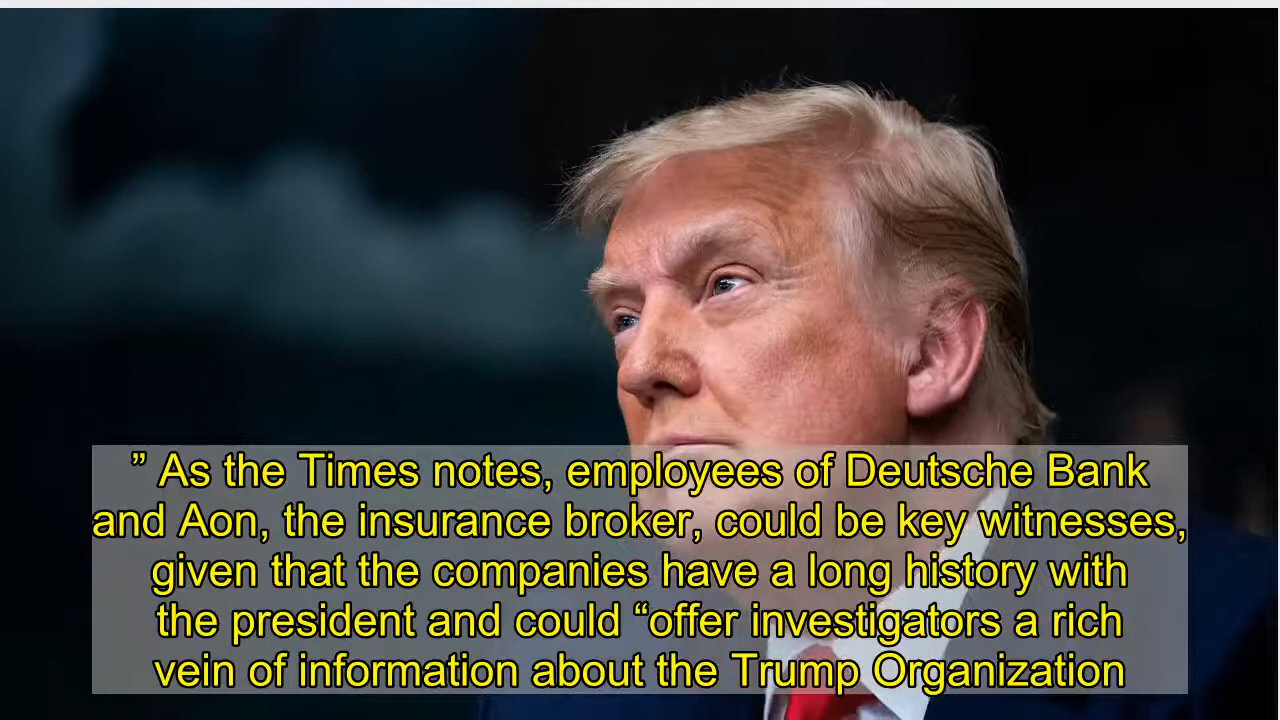 ” As the Times notes, employees of Deutsche Bank
and Aon, the insurance broker, could be key witnesses,
given that the companies have a long history with
the president and could “offer investigators a rich
vein of information about the Trump Organization